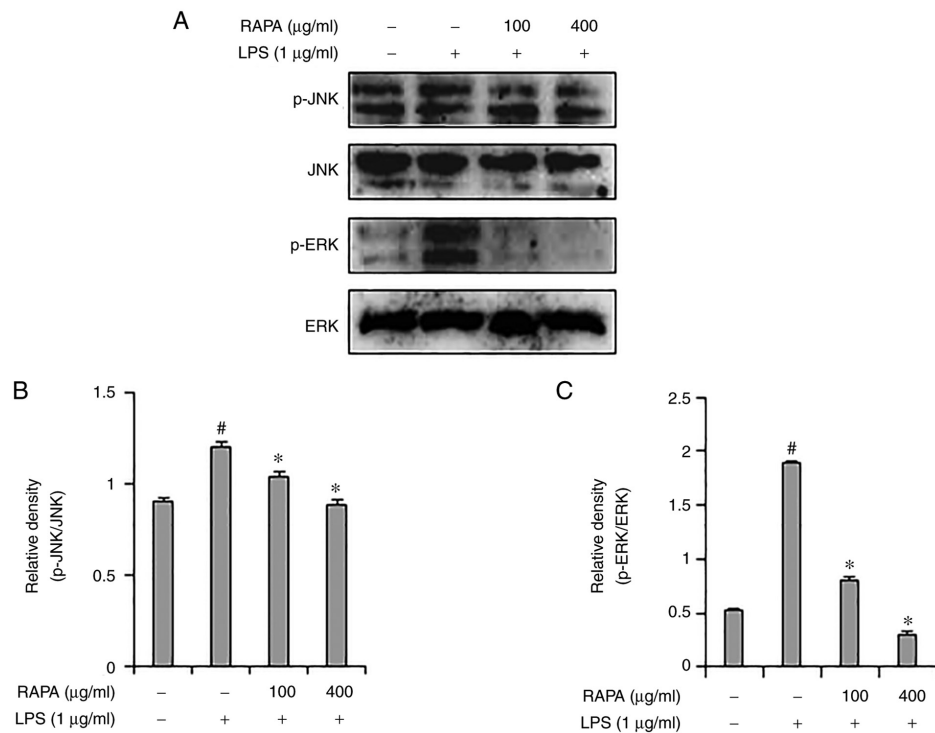 A
RAPA (µg/ml) 100 400
LPS (1 µg/ml) – + + +
p-JNK
JNK
p-ERK
ERK
B
1.5
1
0.5
0
Relative density
(p-JNK/JNK)
#
*
*
RAPA (µg/ml) – – 100 400
LPS (1 µg/ml) – + + +
C
2.5
2
1.5
1
0.5
0
Relative density
(p-ERK/ERK)
#
*
*
RAPA (µg/ml) – – 100 400
LPS (1 µg/ml) – + + +